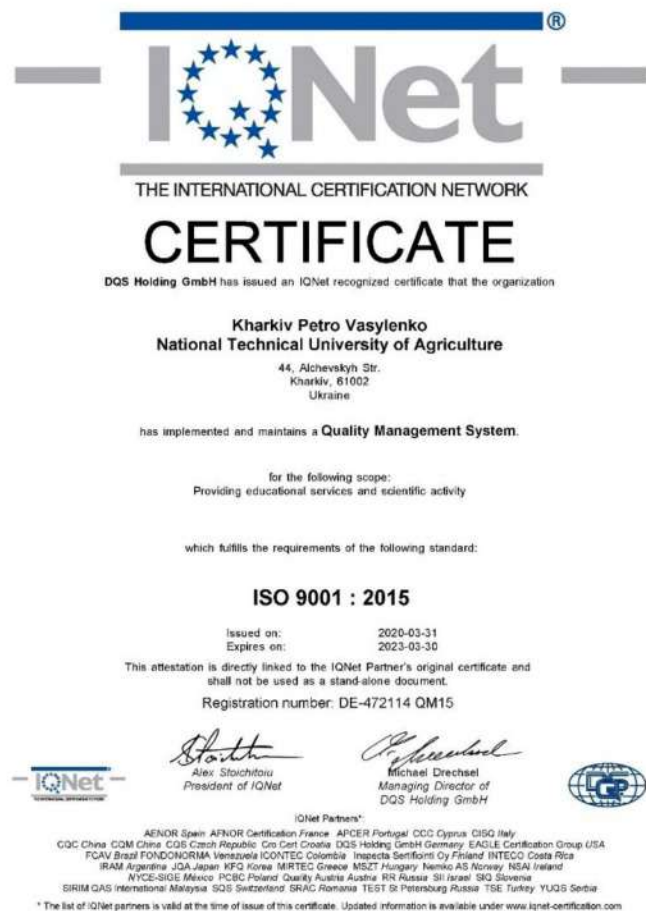 IQNet ®
THE INTERNATIONAL CERTIFICATION NETWORK
CERTIFICATE
DQS Holding GmbH has issued an IQNet recognized certificate that the organization
Kharkiv Petro Vasylenko
National Technical University of Agriculture
44, Alchevskyh Str.
Kharkiv, 61002
Ukraine
has implemented and maintains a Quality Management System.
for the following scope:
Providing educational services and scientific activity
which fulfills the requirements of the following standard:
ISO 9001 : 2015
Issued on: 2020-03-31
Expires on: 2023-03-30
This attestation is directly linked to the IQNet Partner's original certificate and
shall not be used as a stand-alone document.
Registration number: DE-472114 QM15
IQNet
THE INTERNATIONAL CERTIFICATION NETWORK
Alex Stoichitoiu
President of IQNet
Michael Drechsel
Managing Director of
DQS Holding GmbH
IQNet Partners*:
AENOR Spain AFNOR Certification France APCER Portugal CCC Cyprus CISQ Italy
CQC China CQM China CQS Czech Republic Cro Cert Croatia DQS Holding GmbH Germany EAGLE Certification Group USA
FCAV Brazil FONDONORMA Venezuela ICONTEC Colombia Inspecta Sertifiointi Oy Finland INTECO Costa Rica
IRAM Argentina JQA Japan KFQ Korea MIRTEC Greece MSZT Hungary Nemko AS Norway NSAI Ireland
NYCE-SIGE México PCBC Poland Quality Austria Austria RR Russia SII Israel SIQ Slovenia
SIRIM QAS International Malaysia SQS Switzerland SRAC Romania TEST St Petersburg Russia TSE Turkey YUQS Serbia
* The list of IQNet partners is valid at the time of issue of this certificate. Updated information is available under www.iqnet-certification.com